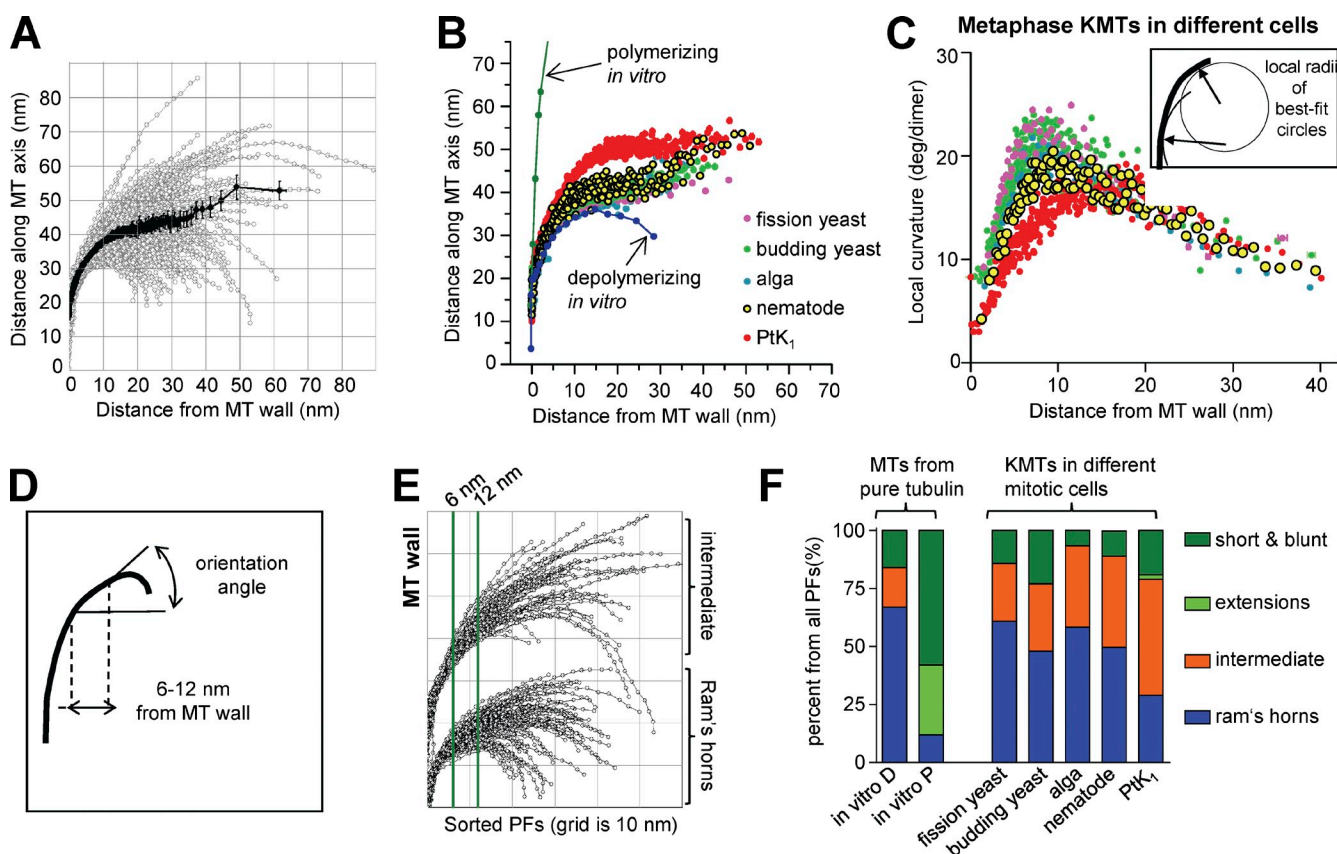 A
Distance along MT axis (nm)
80
70
60
50
40
30
20
10
0
0 10 20 30 40 50 60 70 80
Distance from MT wall (nm)
B
Distance along MT axis (nm)
70
60
50
40
30
20
10
0
polymerizing
in vitro
depolymerizing
in vitro
fission yeast
budding yeast
alga
nematode
PtK1
0 10 20 30 40 50 60 70
Distance from MT wall (nm)
C
Metaphase KMTs in different cells
Local curvature (deg/dimer)
30
20
10
0
local radii
of
best-fit
circles
0 10 20 30 40
Distance from MT wall (nm)
D
orientation
angle
6-12 nm
from MT wall
E
6 nm
12 nm
MT wall
intermediate
Ram's horns
Sorted PFs (grid is 10 nm)
F
MTs from
pure tubulin
KMTs in different
mitotic cells
percent from all PFs(%)
100
75
50
25
0
short & blunt
extensions
intermediate
ram's horns
in vitro D
in vitro P
fission yeast
budding yeast
alga
nematode
PtK1